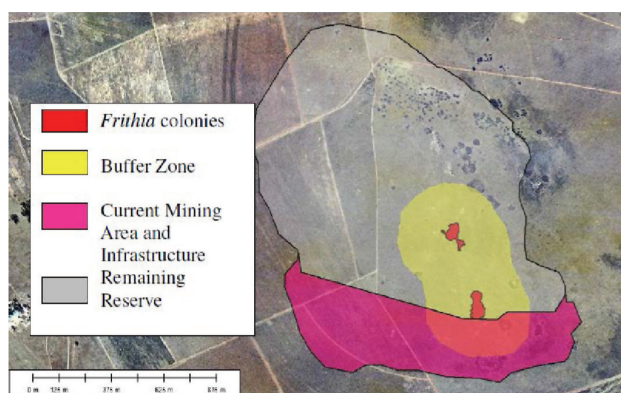 Frithia colonies
Buffer Zone
Current Mining
Area and
Infrastructure
Remaining
Reserve
0 m 125 m 375 m 625 m 875 m